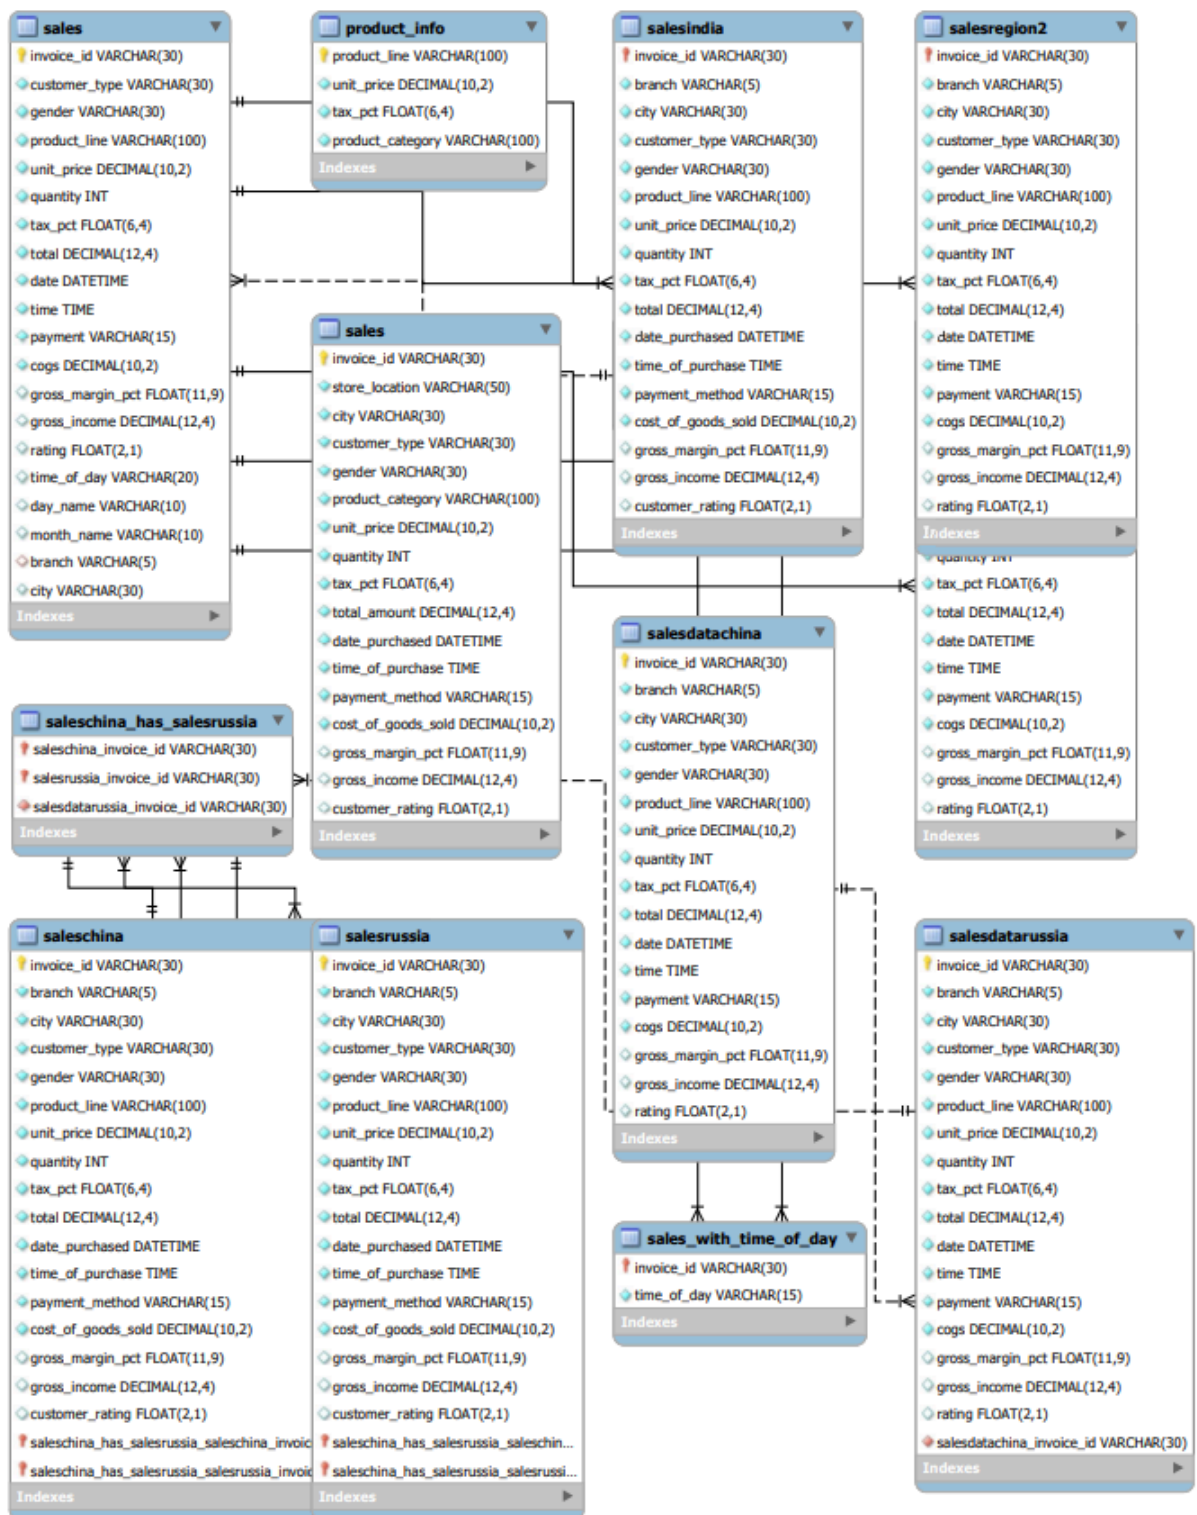 sales
invoice_id VARCHAR(30)
customer_type VARCHAR(30)
gender VARCHAR(30)
product_line VARCHAR(100)
unit_price DECIMAL(10,2)
quantity INT
tax_pct FLOAT(6,4)
total DECIMAL(12,4)
date DATETIME
time TIME
payment VARCHAR(15)
cogs DECIMAL(10,2)
gross_margin_pct FLOAT(11,9)
gross_income DECIMAL(12,4)
rating FLOAT(2,1)
time_of_day VARCHAR(20)
day_name VARCHAR(10)
month_name VARCHAR(10)
branch VARCHAR(5)
city VARCHAR(30)
Indexes
product_info
product_line VARCHAR(100)
unit_price DECIMAL(10,2)
tax_pct FLOAT(6,4)
product_category VARCHAR(100)
Indexes
salesindia
invoice_id VARCHAR(30)
branch VARCHAR(5)
city VARCHAR(30)
customer_type VARCHAR(30)
gender VARCHAR(30)
product_line VARCHAR(100)
unit_price DECIMAL(10,2)
quantity INT
tax_pct FLOAT(6,4)
total DECIMAL(12,4)
date_purchased DATETIME
time_of_purchase TIME
payment_method VARCHAR(15)
cost_of_goods_sold DECIMAL(10,2)
gross_margin_pct FLOAT(11,9)
gross_income DECIMAL(12,4)
customer_rating FLOAT(2,1)
Indexes
salesregion2
invoice_id VARCHAR(30)
branch VARCHAR(5)
city VARCHAR(30)
customer_type VARCHAR(30)
gender VARCHAR(30)
product_line VARCHAR(100)
unit_price DECIMAL(10,2)
quantity INT
tax_pct FLOAT(6,4)
total DECIMAL(12,4)
date DATETIME
time TIME
payment VARCHAR(15)
cogs DECIMAL(10,2)
gross_margin_pct FLOAT(11,9)
gross_income DECIMAL(12,4)
rating FLOAT(2,1)
Indexes
quantity INT
tax_pct FLOAT(6,4)
total DECIMAL(12,4)
date DATETIME
time TIME
payment VARCHAR(15)
cogs DECIMAL(10,2)
gross_margin_pct FLOAT(11,9)
gross_income DECIMAL(12,4)
rating FLOAT(2,1)
Indexes
sales
invoice_id VARCHAR(30)
store_location VARCHAR(50)
city VARCHAR(30)
customer_type VARCHAR(30)
gender VARCHAR(30)
product_category VARCHAR(100)
unit_price DECIMAL(10,2)
quantity INT
tax_pct FLOAT(6,4)
total_amount DECIMAL(12,4)
date_purchased DATETIME
time_of_purchase TIME
payment_method VARCHAR(15)
cost_of_goods_sold DECIMAL(10,2)
gross_margin_pct FLOAT(11,9)
gross_income DECIMAL(12,4)
customer_rating FLOAT(2,1)
Indexes
salesdatachina
invoice_id VARCHAR(30)
branch VARCHAR(5)
city VARCHAR(30)
customer_type VARCHAR(30)
gender VARCHAR(30)
product_line VARCHAR(100)
unit_price DECIMAL(10,2)
quantity INT
tax_pct FLOAT(6,4)
total DECIMAL(12,4)
date DATETIME
time TIME
payment VARCHAR(15)
cogs DECIMAL(10,2)
gross_margin_pct FLOAT(11,9)
gross_income DECIMAL(12,4)
rating FLOAT(2,1)
Indexes
saleschina_has_salesrussia
saleschina_invoice_id VARCHAR(30)
salesrussia_invoice_id VARCHAR(30)
salesdatarussia_invoice_id VARCHAR(30)
Indexes
saleschina
invoice_id VARCHAR(30)
branch VARCHAR(5)
city VARCHAR(30)
customer_type VARCHAR(30)
gender VARCHAR(30)
product_line VARCHAR(100)
unit_price DECIMAL(10,2)
quantity INT
tax_pct FLOAT(6,4)
total DECIMAL(12,4)
date_purchased DATETIME
time_of_purchase TIME
payment_method VARCHAR(15)
cost_of_goods_sold DECIMAL(10,2)
gross_margin_pct FLOAT(11,9)
gross_income DECIMAL(12,4)
customer_rating FLOAT(2,1)
saleschina_has_salesrussia_saleschina_invoic
saleschina_has_salesrussia_salesrussia_invoic
Indexes
salesrussia
invoice_id VARCHAR(30)
branch VARCHAR(5)
city VARCHAR(30)
customer_type VARCHAR(30)
gender VARCHAR(30)
product_line VARCHAR(100)
unit_price DECIMAL(10,2)
quantity INT
tax_pct FLOAT(6,4)
total DECIMAL(12,4)
date_purchased DATETIME
time_of_purchase TIME
payment_method VARCHAR(15)
cost_of_goods_sold DECIMAL(10,2)
gross_margin_pct FLOAT(11,9)
gross_income DECIMAL(12,4)
customer_rating FLOAT(2,1)
saleschina_has_salesrussia_saleschin...
saleschina_has_salesrussia_salesrussi...
Indexes
sales_with_time_of_day
invoice_id VARCHAR(30)
time_of_day VARCHAR(15)
Indexes
salesdatarussia
invoice_id VARCHAR(30)
branch VARCHAR(5)
city VARCHAR(30)
customer_type VARCHAR(30)
gender VARCHAR(30)
product_line VARCHAR(100)
unit_price DECIMAL(10,2)
quantity INT
tax_pct FLOAT(6,4)
total DECIMAL(12,4)
date DATETIME
time TIME
payment VARCHAR(15)
cogs DECIMAL(10,2)
gross_margin_pct FLOAT(11,9)
gross_income DECIMAL(12,4)
rating FLOAT(2,1)
salesdatachina_invoice_id VARCHAR(30)
Indexes